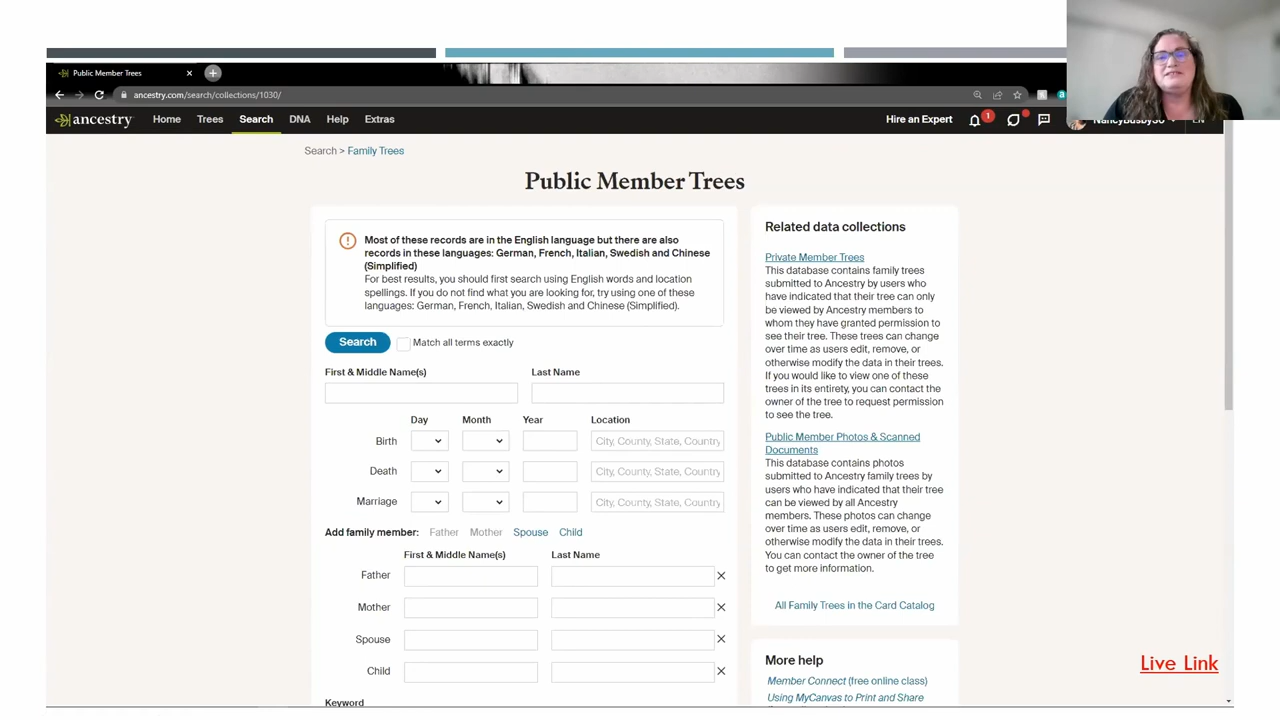 Public Member Trees
ancestry.com/search/collections/1030/
ancestry
Home
Trees
Search
DNA
Help
Extras
Hire an Expert
1
EN
Search > Family Trees
Public Member Trees
Most of these records are in the English language but there are also
records in these languages: German, French, Italian, Swedish and Chinese
(Simplified)
For best results, you should first search using English words and location
spellings. If you do not find what you are looking for, try using one of these
languages: German, French, Italian, Swedish and Chinese (Simplified).
Search
Match all terms exactly
First & Middle Name(s)
Last Name
Day
Month
Year
Location
Birth
City, County, State, Country
Death
City, County, State, Country
Marriage
City, County, State, Country
Add family member:
Father
Mother
Spouse
Child
First & Middle Name(s)
Last Name
Father
Mother
Spouse
Child
Keyword
Related data collections
Private Member Trees
This database contains family trees
submitted to Ancestry by users who
have indicated that their tree can only
be viewed by Ancestry members to
whom they have granted permission to
see their tree. These trees can change
over time as users edit, remove, or
otherwise modify the data in their trees.
If you would like to view one of these
trees in its entirety, you can contact the
owner of the tree to request permission
to see the tree.
Public Member Photos & Scanned
Documents
This database contains photos
submitted to Ancestry family trees by
users who have indicated that their tree
can be viewed by all Ancestry
members. These photos can change
over time as users edit, remove, or
otherwise modify the data in their trees.
You can contact the owner of the tree
to get more information.
All Family Trees in the Card Catalog
More help
Member Connect (free online class)
Using MyCanvas to Print and Share
Live Link